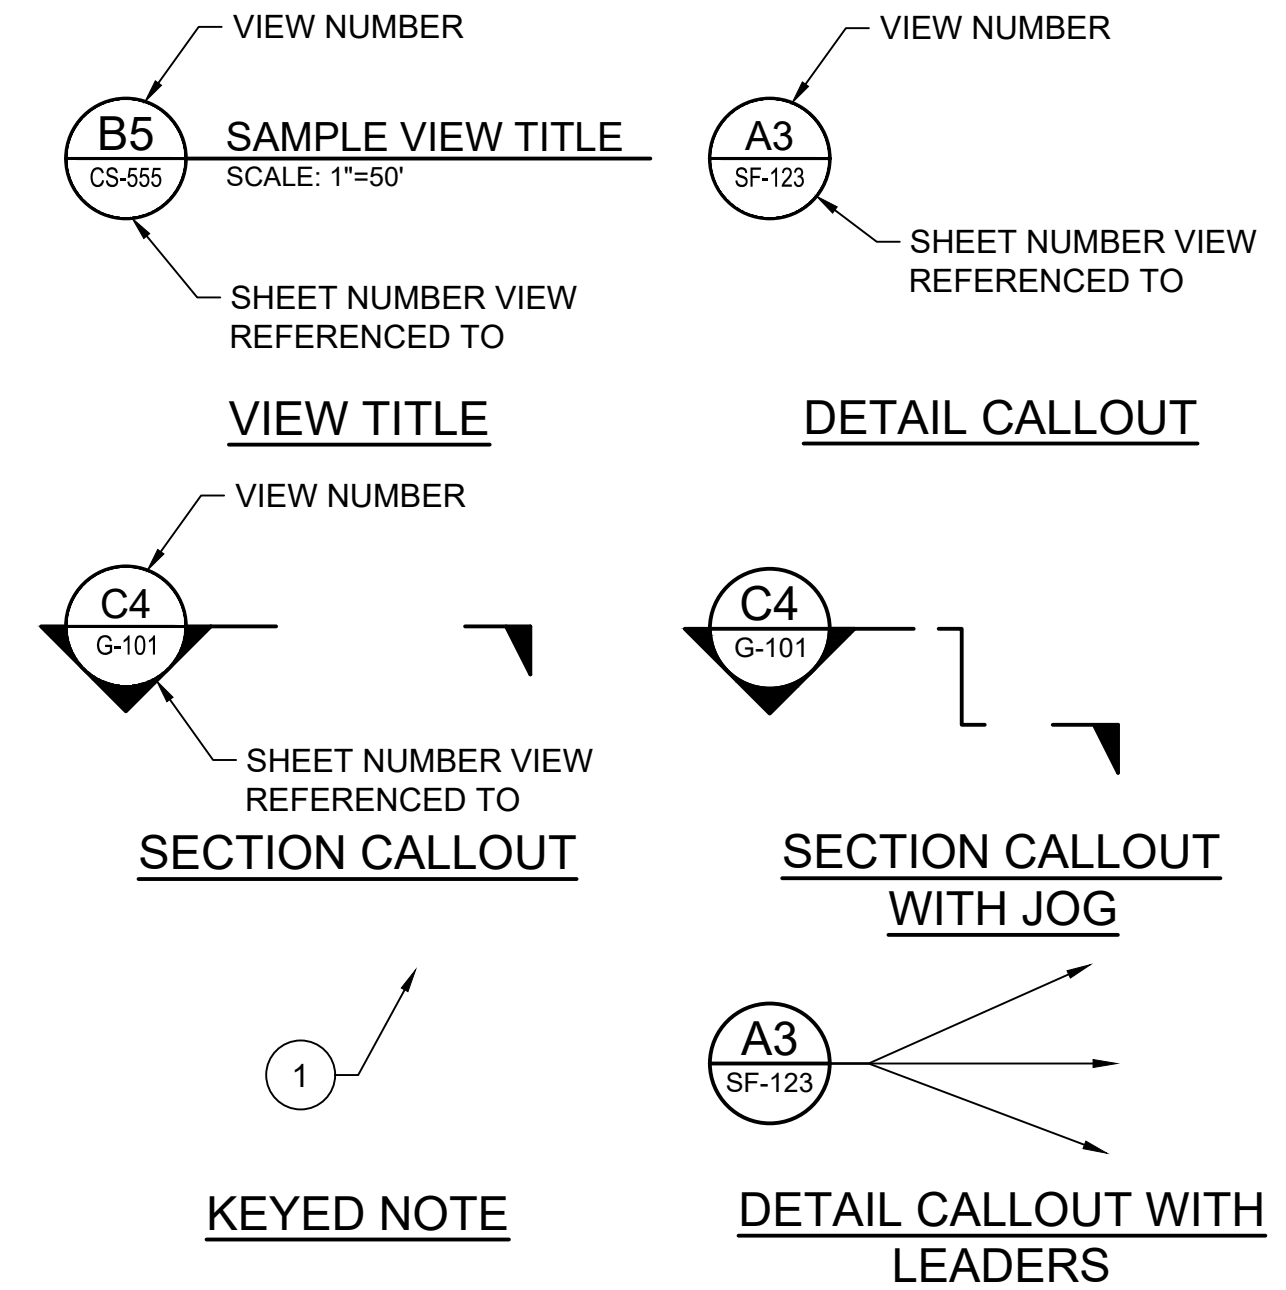 VIEW NUMBER
B5
CS-555
SAMPLE VIEW TITLE
SCALE: 1"=50'
SHEET NUMBER VIEW
REFERENCED TO
VIEW TITLE
VIEW NUMBER
A3
SF-123
SHEET NUMBER VIEW
REFERENCED TO
DETAIL CALLOUT
VIEW NUMBER
C4
G-101
SHEET NUMBER VIEW
REFERENCED TO
SECTION CALLOUT
C4
G-101
SECTION CALLOUT
WITH JOG
1
KEYED NOTE
A3
SF-123
DETAIL CALLOUT WITH
LEADERS